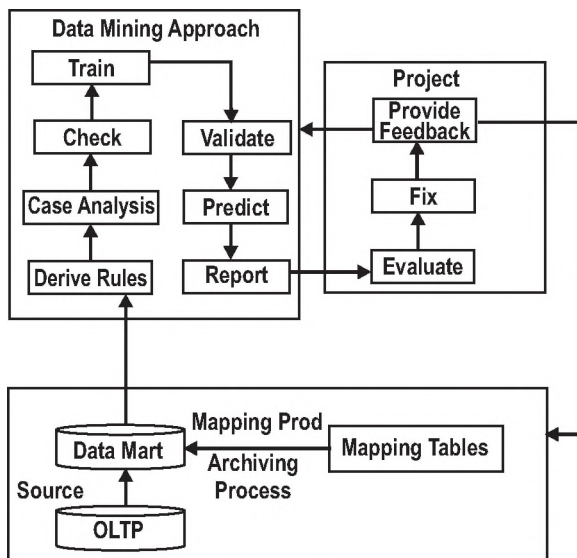 Data Mining Approach
Train
Check
Case Analysis
Derive Rules
Validate
Predict
Report
Project
Provide
Feedback
Fix
Evaluate
Mapping Prod
Data Mart
Mapping Tables
Archiving
Process
Source
OLTP